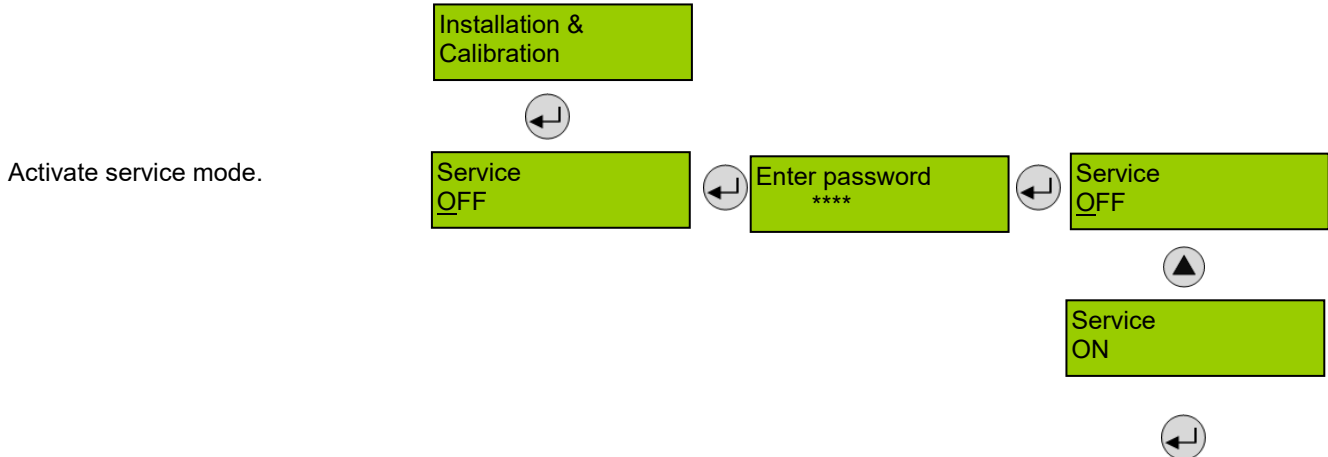 Installation &
Calibration
Activate service mode.
Service
OFF
Enter password
****
Service
OFF
Service
ON